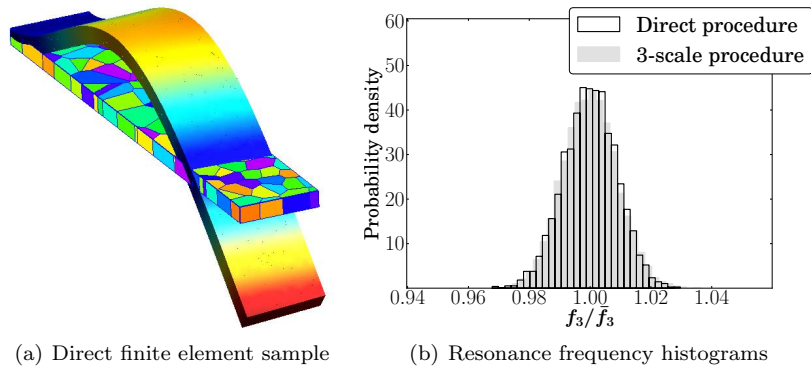 60
50
40
30
20
10
Probability density
Direct procedure
3-scale procedure
0.94 0.96 0.98 1.00 1.02 1.04
f₃/f̄₃
(a) Direct finite element sample
(b) Resonance frequency histograms